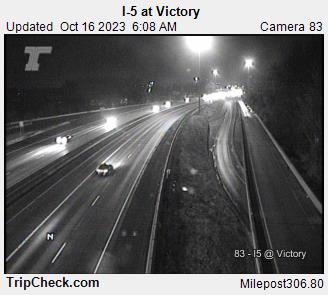 I-5 at Victory
Updated Oct 16 2023 6:08 AM Camera 83
T
N
83 - I5 @ Victory
TripCheck.com Milepost306.80